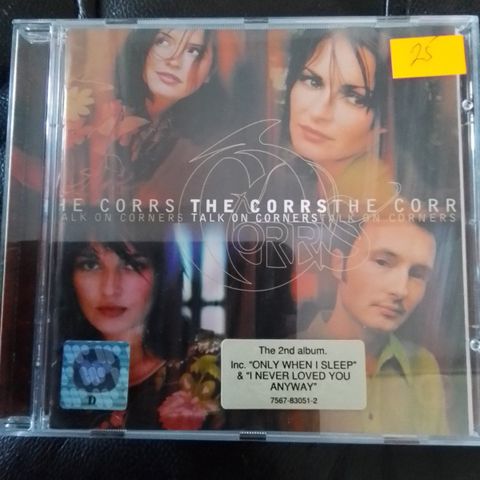 25
HE CORRS THE CORRS THE CORR
TALK ON CORNERS TALK ON CORNERS TALK ON CORNERS
CORRS
The 2nd album.
Inc. “ONLY WHEN I SLEEP”
& “I NEVER LOVED YOU
ANYWAY”
7567-83051-2
D